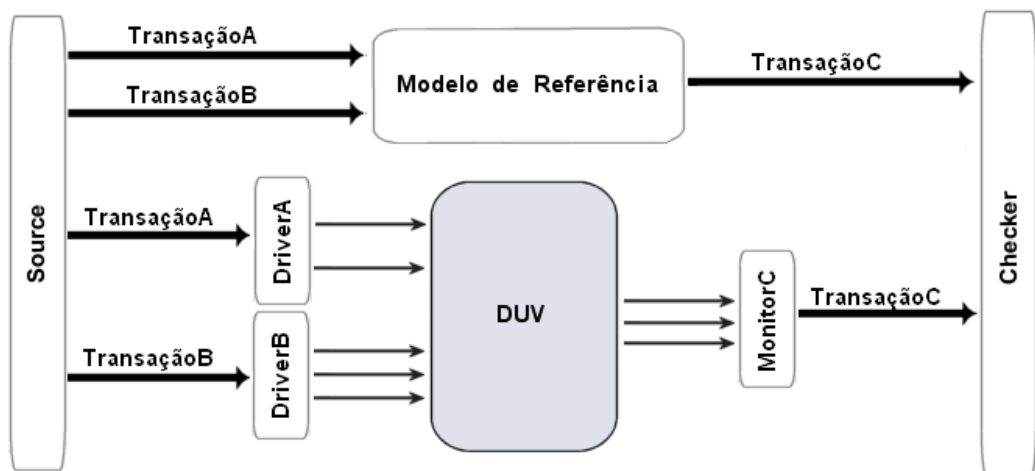 TransaçãoA
Modelo de Referência
TransaçãoC
TransaçãoB
Source
TransaçãoA
DriverA
DUV
MonitorC
TransaçãoC
Checker
TransaçãoB
DriverB